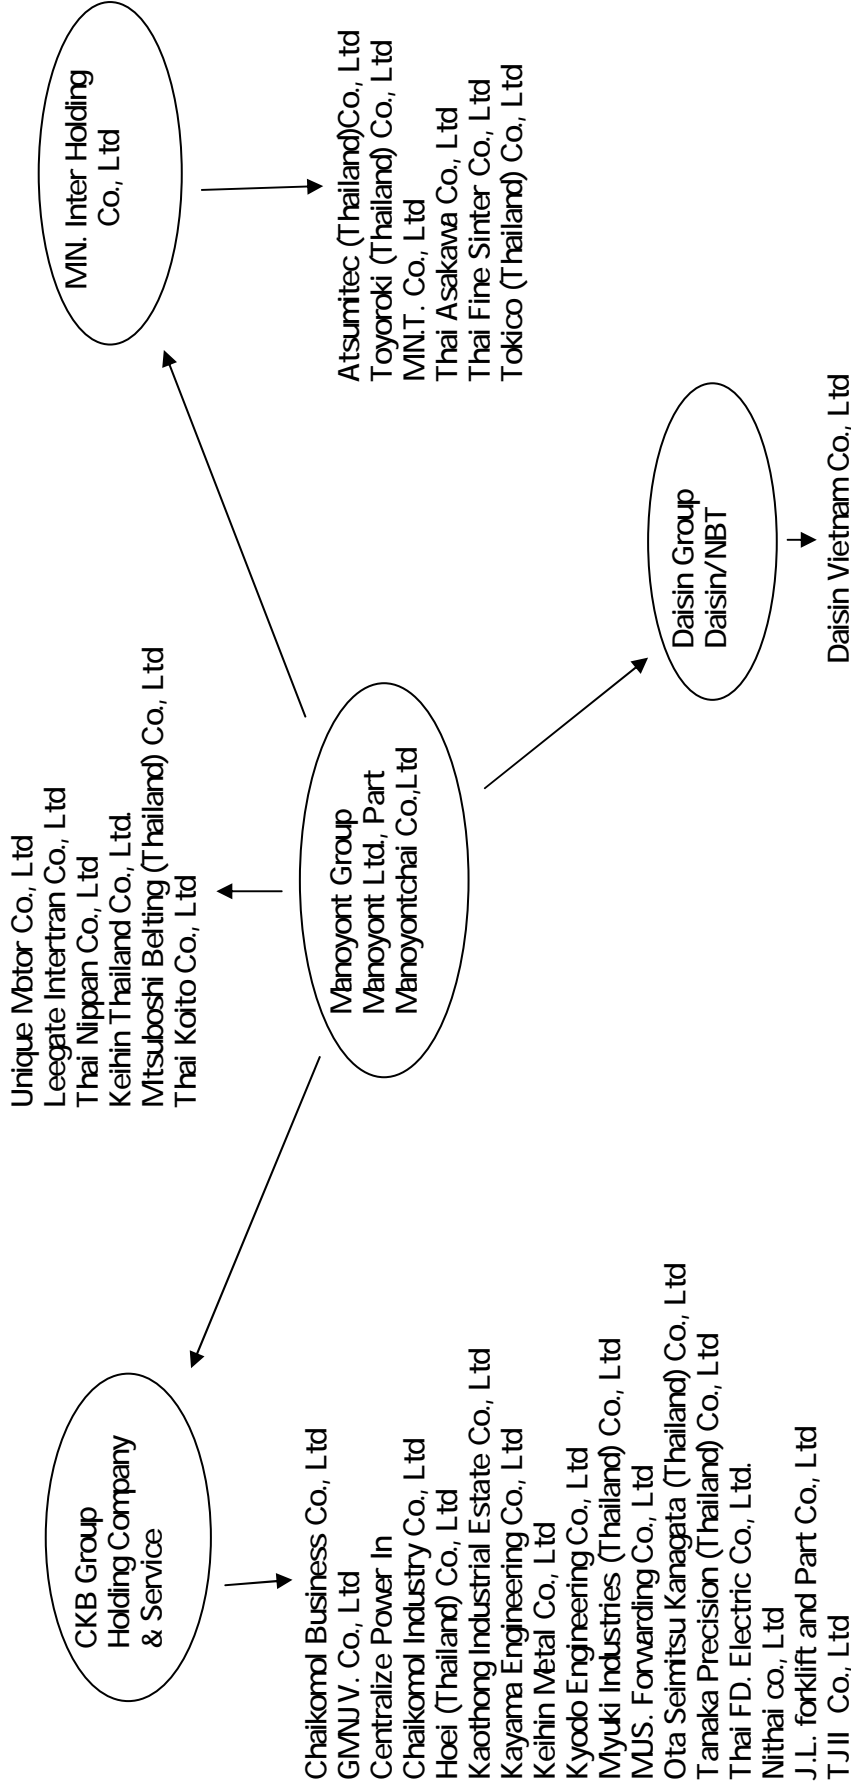 CKB Group
Holding Company
& Service
Chaikomol Business Co., Ltd
GMNJ.V. Co., Ltd
Centralize Power In
Chaikomol Industry Co., Ltd
Hoei (Thailand) Co., Ltd
Kaothong Industrial Estate Co., Ltd
Kayama Engineering Co., Ltd
Keihin Metal Co., Ltd
Kyodo Engineering Co., Ltd
Myuki Industries (Thailand) Co., Ltd
MJS. Forwarding Co., Ltd
Ota Seimitsu Kanagata (Thailand) Co., Ltd
Tanaka Precision (Thailand) Co., Ltd
Thai FD. Electric Co., Ltd.
Nithai co., Ltd
J.L. forklift and Part Co., Ltd
TJII Co., Ltd
Unique Motor Co., Ltd
Leegate Intertran Co., Ltd
Thai Nippan Co., Ltd
Keihin Thailand Co., Ltd.
Mitsuboshi Belting (Thailand) Co., Ltd
Thai Koito Co., Ltd
Manoyont Group
Manoyont Ltd., Part
Manoyontchai Co.,Ltd
MN. Inter Holding
Co., Ltd
Atsumitec (Thailand)Co., Ltd
Toyoroki (Thailand) Co., Ltd
MN.T. Co., Ltd
Thai Asakawa Co., Ltd
Thai Fine Sinter Co., Ltd
Tokico (Thailand) Co., Ltd
Daisin Group
Daisin/NBT
Daisin Vietnam Co., Ltd